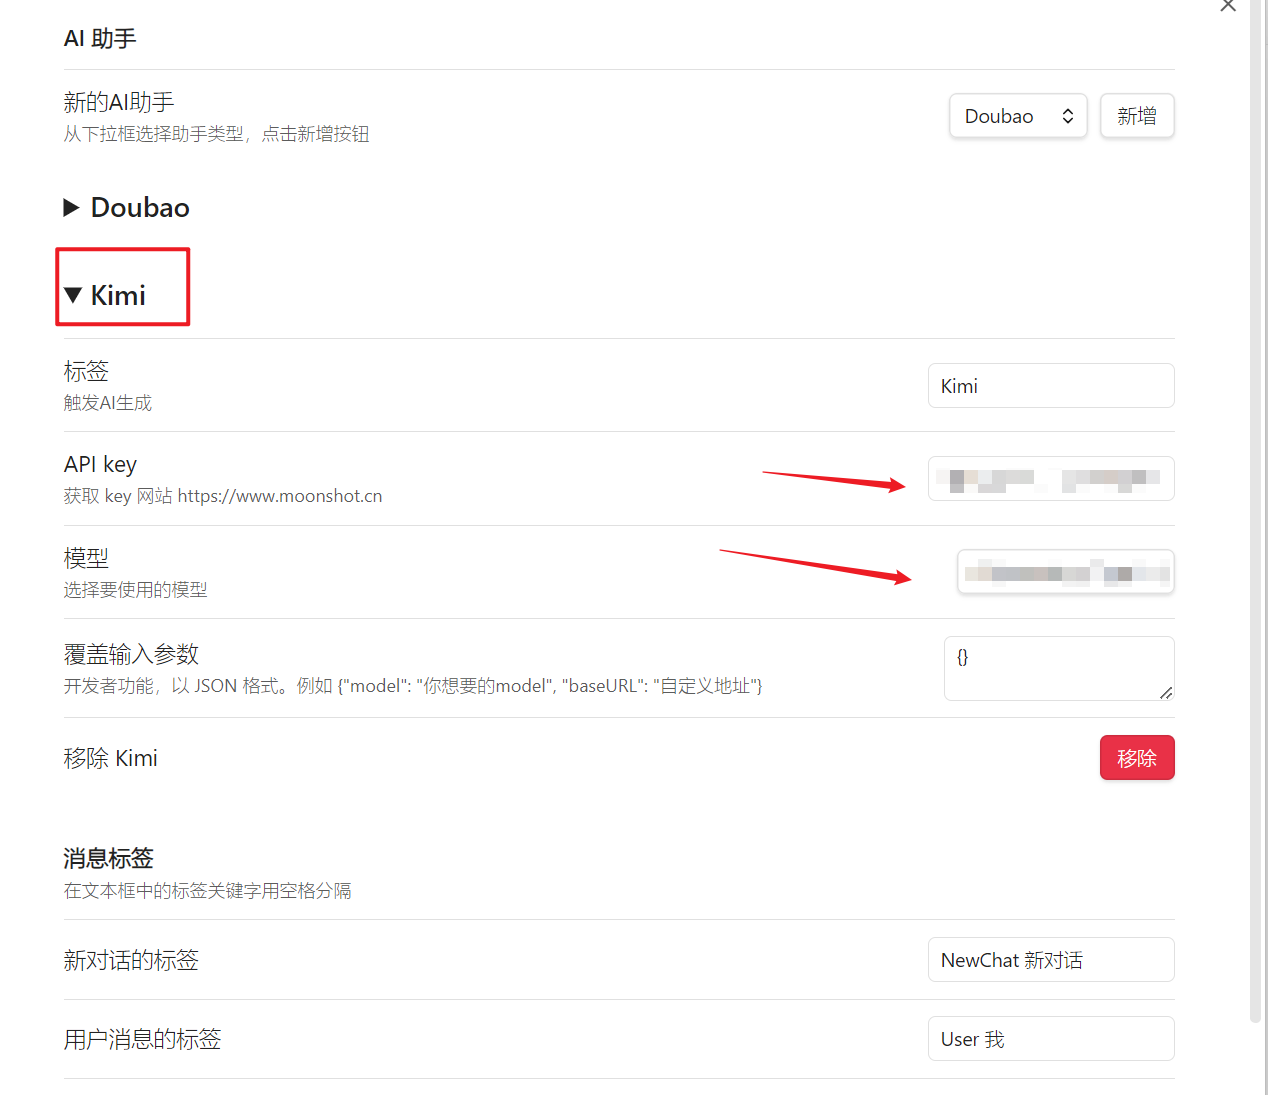 AI 助手
新的AI助手
从下拉框选择助手类型，点击新增按钮
Doubao
新增
Doubao
Kimi
标签
触发AI生成
Kimi
API key
获取 key 网站 https://www.moonshot.cn
模型
选择要使用的模型
覆盖输入参数
开发者功能，以 JSON 格式。例如 {"model": "你想要的model", "baseURL": "自定义地址"}
{}
移除 Kimi
移除
消息标签
在文本框中的标签关键字用空格分隔
新对话的标签
NewChat 新对话
用户消息的标签
User 我